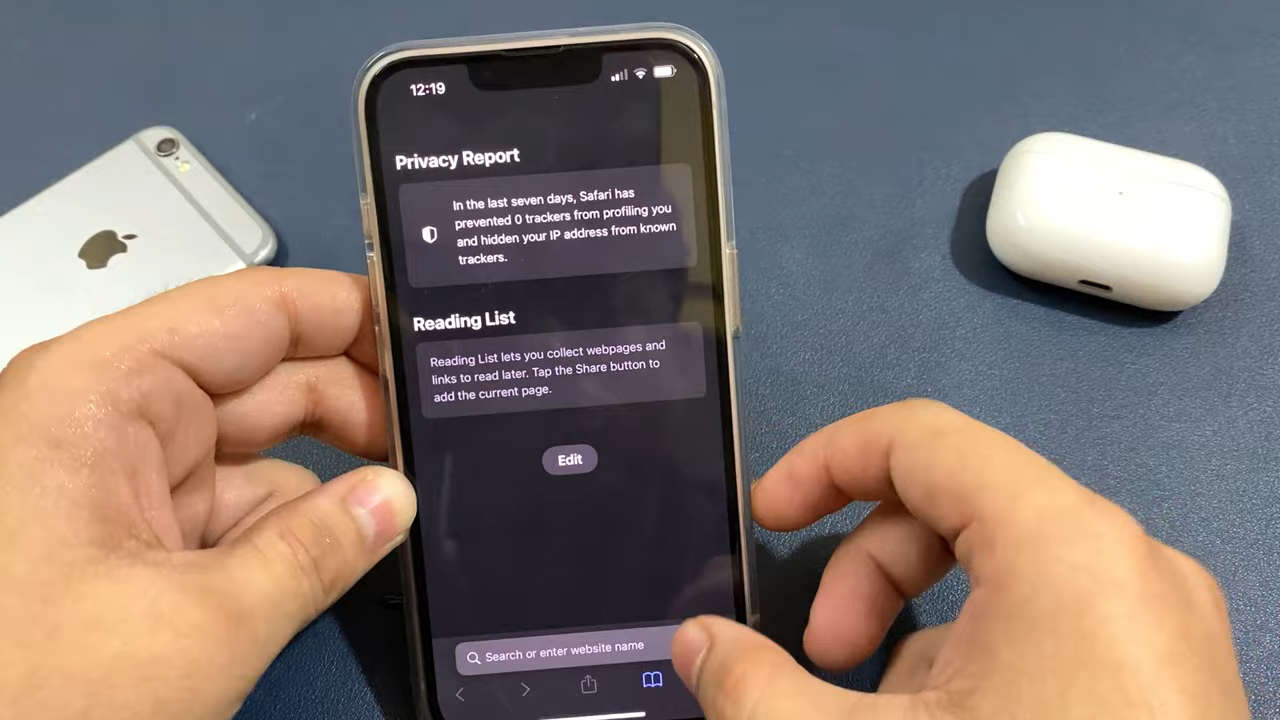 12:19
Privacy Report
In the last seven days, Safari has
prevented 0 trackers from profiling you
and hidden your IP address from known
trackers.
Reading List
Reading List lets you collect webpages and
links to read later. Tap the Share button to
add the current page.
Edit
Search or enter website name